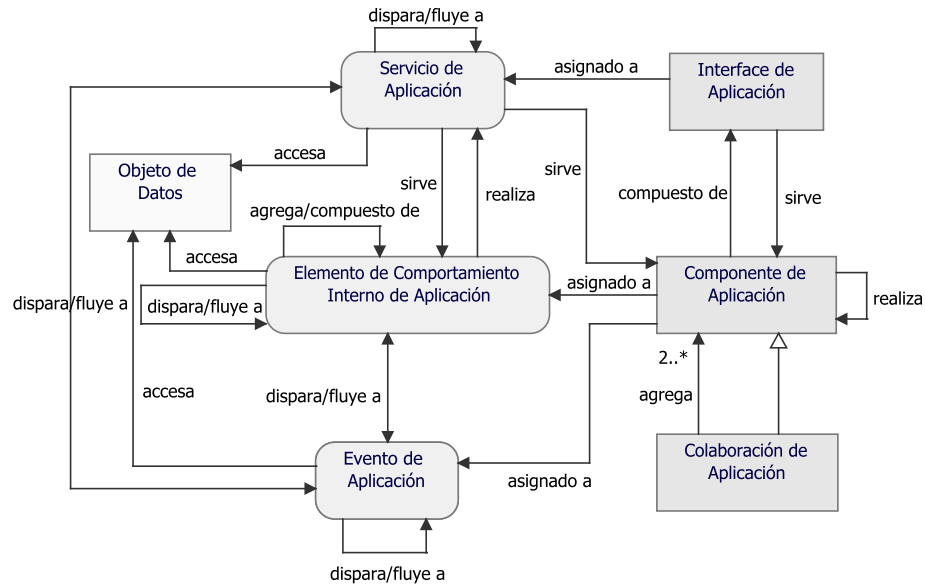 dispara/fluye a
Servicio de
Aplicación
asignado a
Interface de
Aplicación
accesa
Objeto de
Datos
sirve
realiza
sirve
compuesto de
sirve
agrega/compuesto de
accesa
Elemento de Comportamiento
Interno de Aplicación
asignado a
Componente de
Aplicación
realiza
dispara/fluye a
dispara/fluye a
2..*
accesa
dispara/fluye a
agrega
Evento de
Aplicación
asignado a
Colaboración de
Aplicación
dispara/fluye a